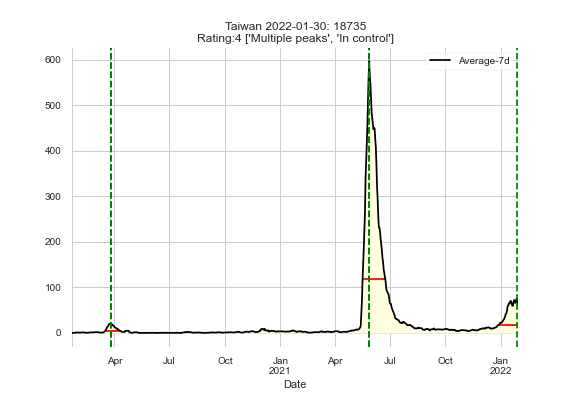 Taiwan 2022-01-30: 18735
Rating:4 ['Multiple peaks', 'In control']
Average-7d
600
500
400
300
200
100
0
Apr Jul Oct Jan Apr Jul Oct Jan
2021 2022
Date